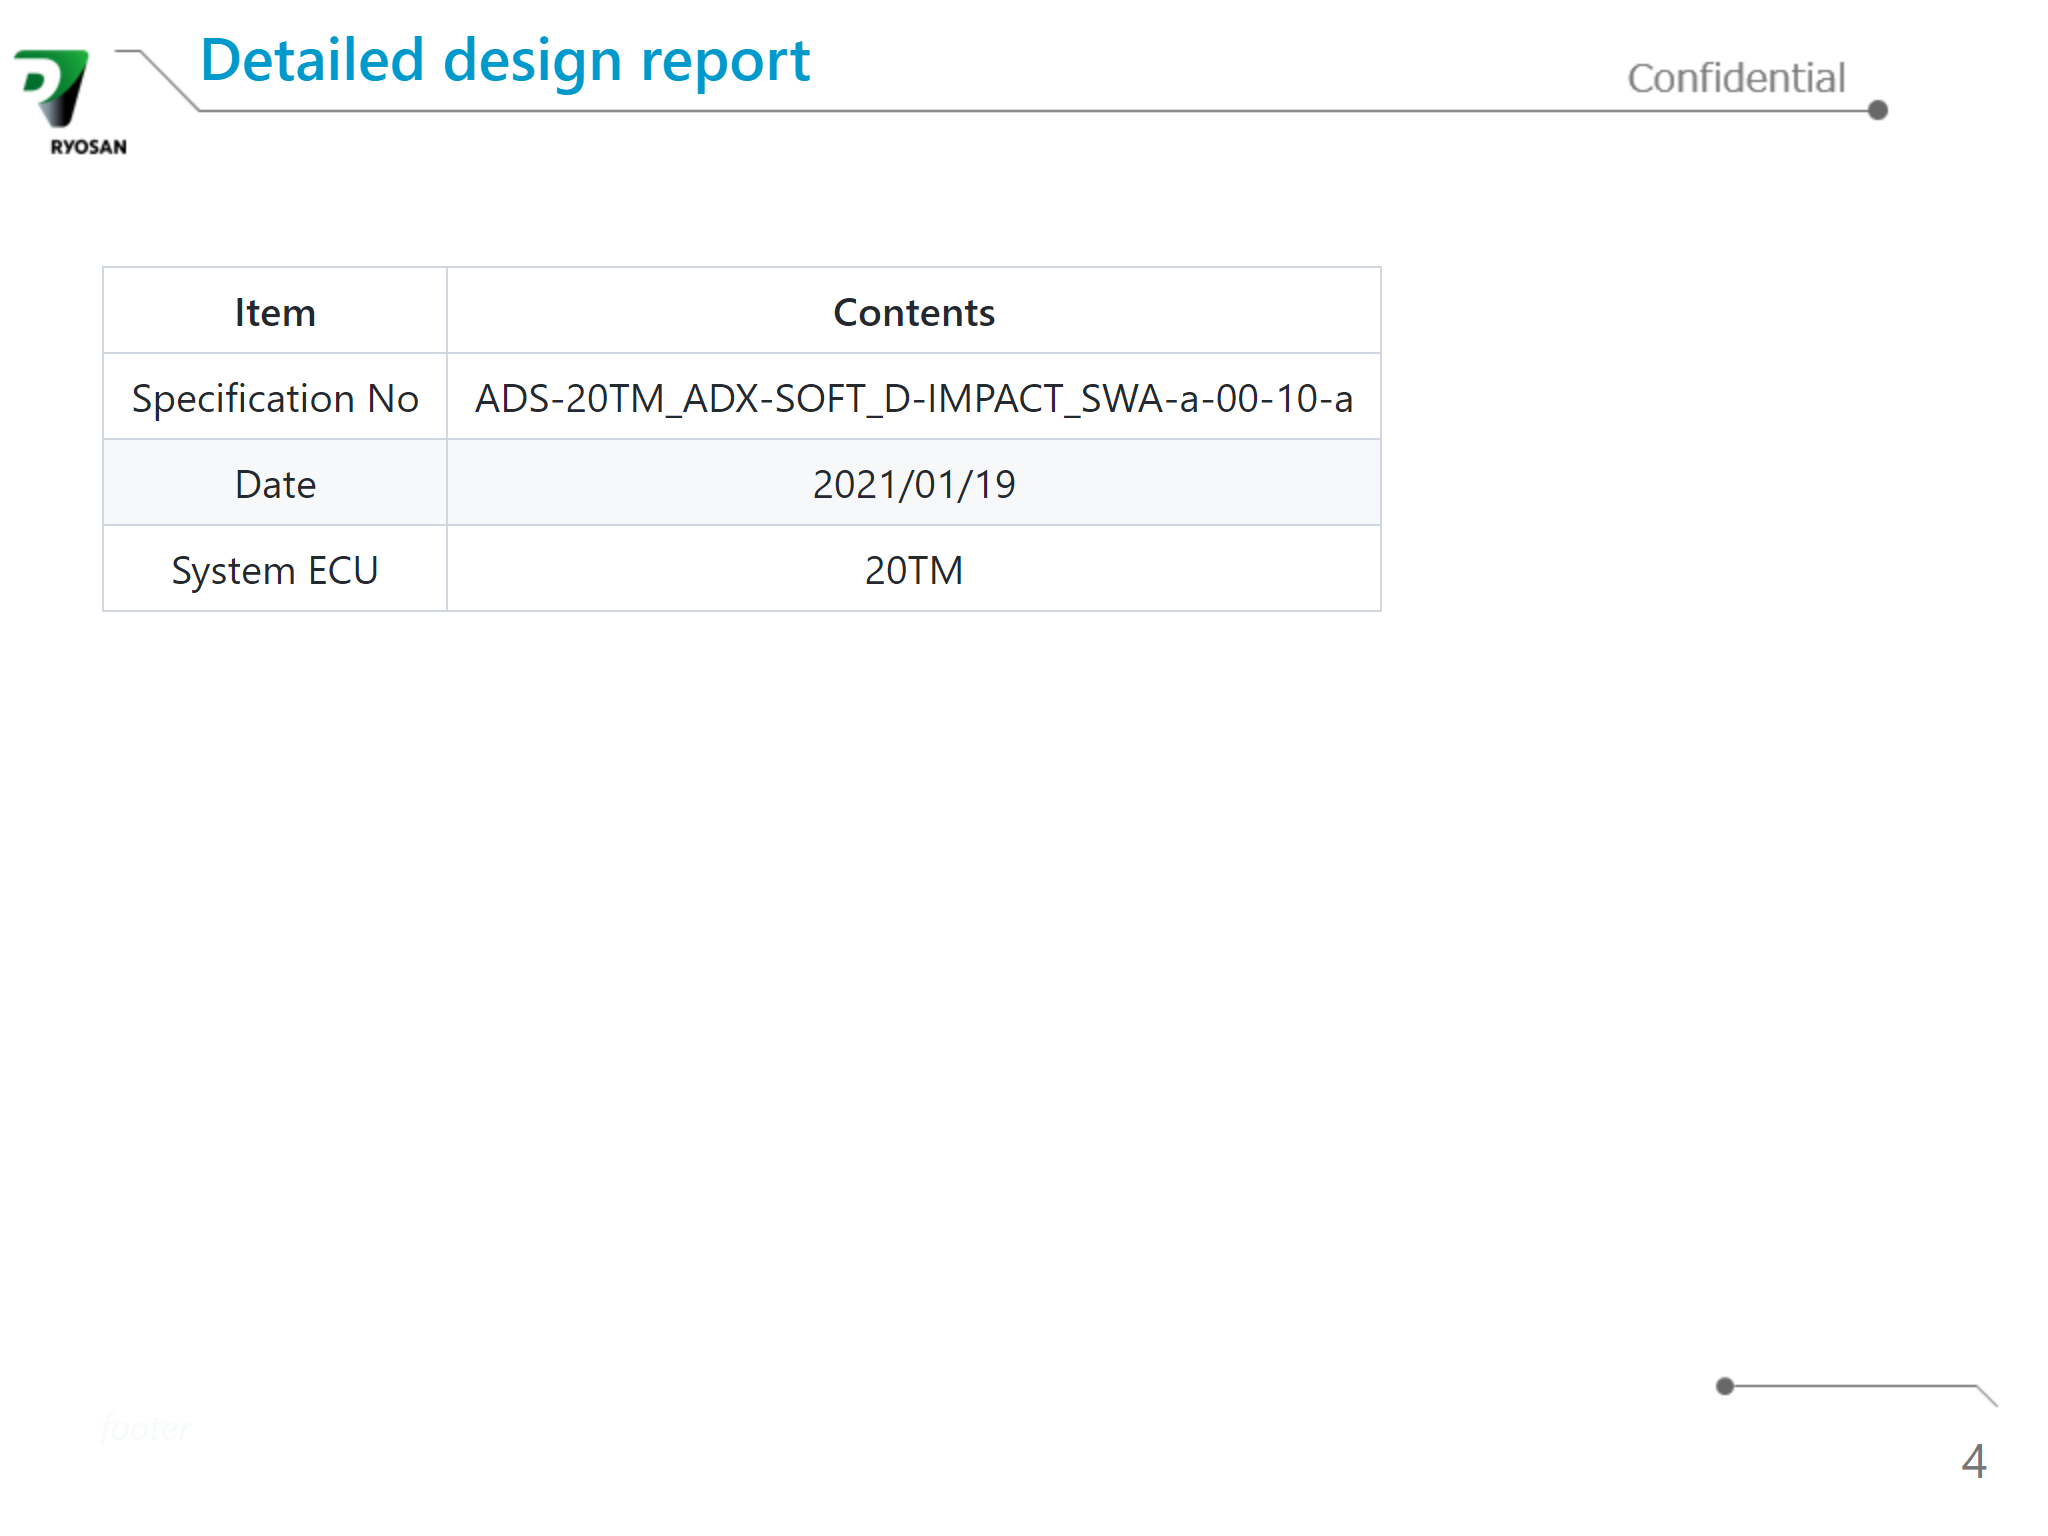 Detailed design report
Confidential
RYOSAN
Item Contents
Specification No ADS-20TM_ADX-SOFT_D-IMPACT_SWA-a-00-10-a
Date 2021/01/19
System ECU 20TM
footer
4